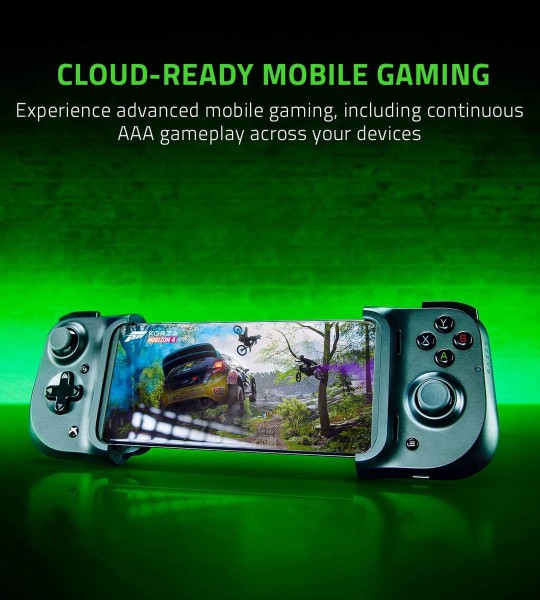 CLOUD-READY MOBILE GAMING
Experience advanced mobile gaming, including continuous
AAA gameplay across your devices
FORZA
HORIZON 4
Y
X
B
A